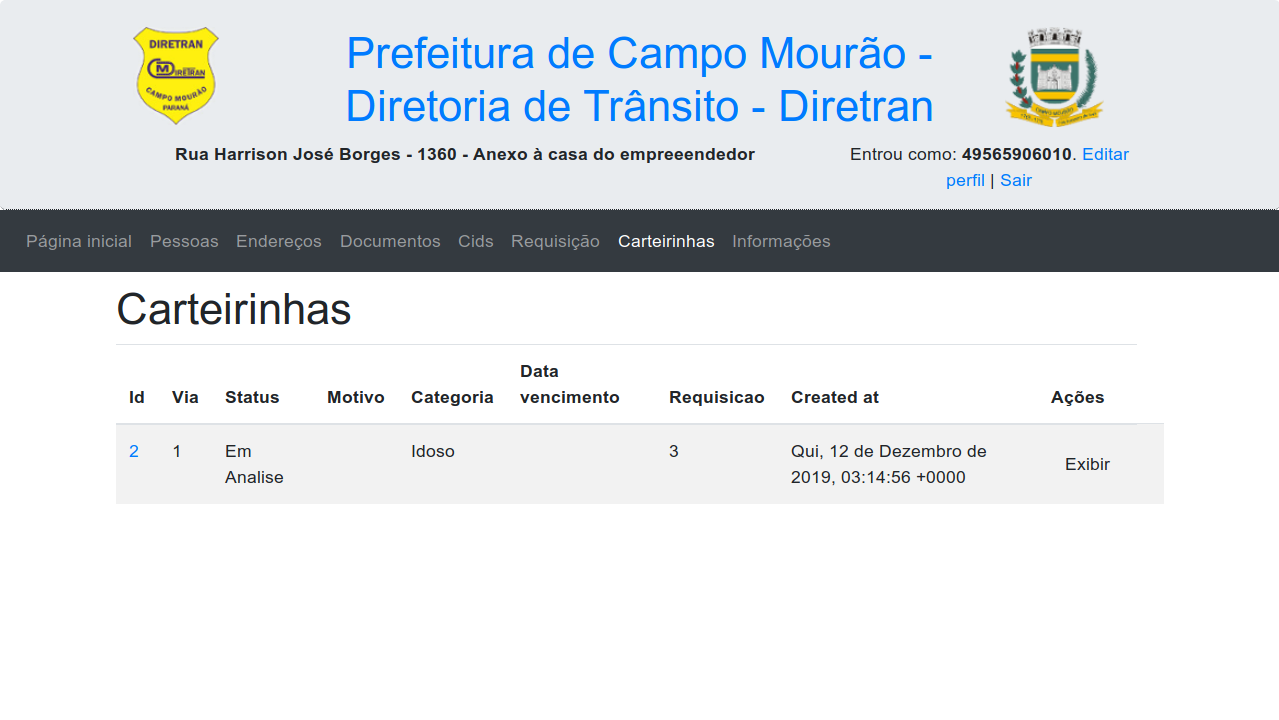 DIRETRAN
CM DIRETRAN
CAMPO MOURÃO
PARANÁ
Prefeitura de Campo Mourão -
Diretoria de Trânsito - Diretran
Rua Harrison José Borges - 1360 - Anexo à casa do empreeendedor
Entrou como: 49565906010. Editar
perfil | Sair
Página inicial Pessoas Endereços Documentos Cids Requisição Carteirinhas Informações
Carteirinhas
Id Via Status Motivo Categoria Data vencimento Requisicao Created at Ações
2 1 Em Analise Idoso 3 Qui, 12 de Dezembro de 2019, 03:14:56 +0000 Exibir